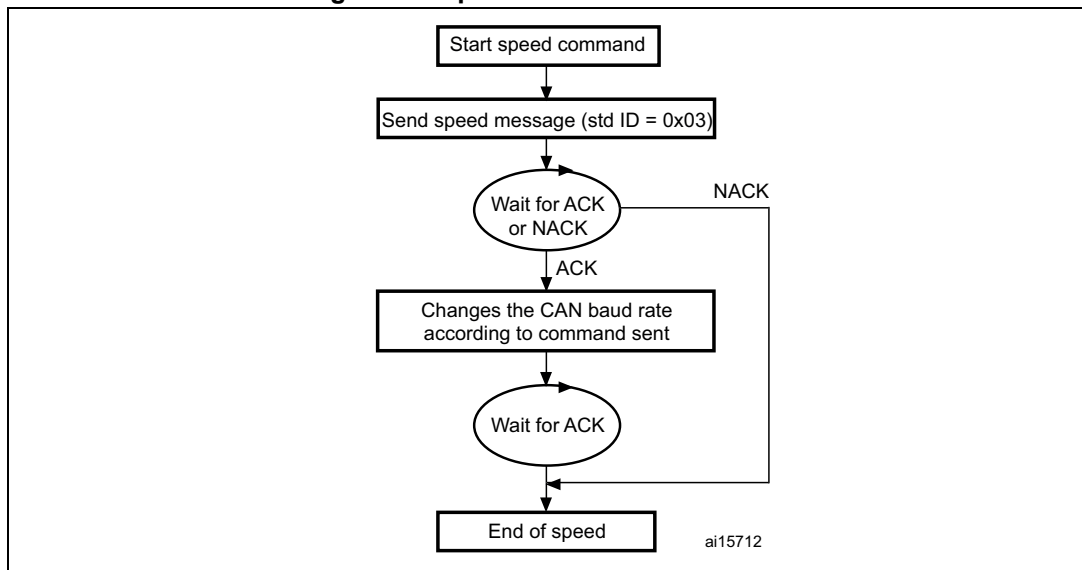 Start speed command
Send speed message (std ID = 0x03)
NACK
Wait for ACK
or NACK
ACK
Changes the CAN baud rate
according to command sent
Wait for ACK
End of speed
ai15712